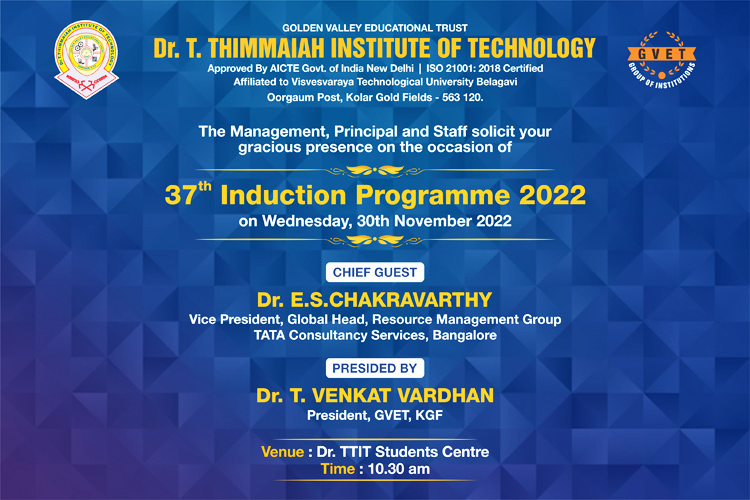 GOLDEN VALLEY EDUCATIONAL TRUST
Dr. T. THIMMAIAH INSTITUTE OF TECHNOLOGY
Approved By AICTE Govt. of India New Delhi | ISO 21001: 2018 Certified
Affiliated to Visvesvaraya Technological University Belagavi
Oorgaum Post, Kolar Gold Fields - 563 120.
GVET
GROUP OF INSTITUTIONS
The Management, Principal and Staff solicit your
gracious presence on the occasion of
37th Induction Programme 2022
on Wednesday, 30th November 2022
CHIEF GUEST
Dr. E.S.CHAKRAVARTHY
Vice President, Global Head, Resource Management Group
TATA Consultancy Services, Bangalore
PRESIDED BY
Dr. T. VENKAT VARDHAN
President, GVET, KGF
Venue : Dr. TTIT Students Centre
Time : 10.30 am